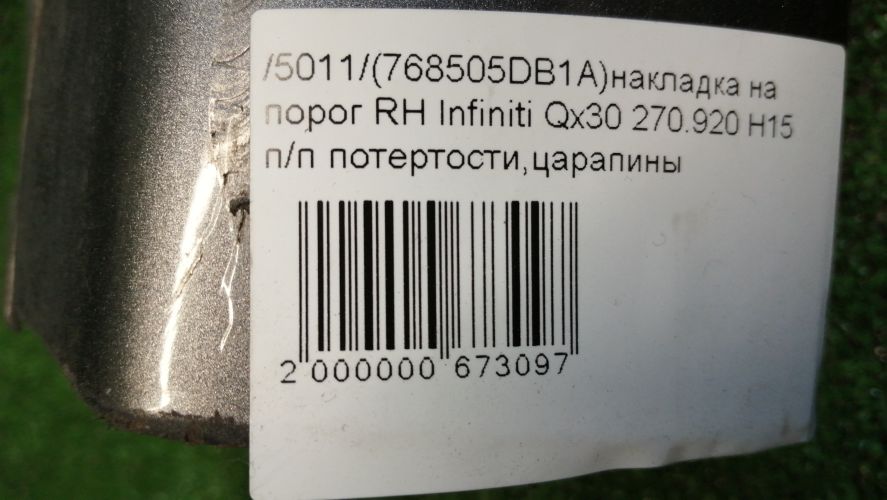 /5011/(768505DB1A)накладка на
порог RH Infiniti Qx30 270.920 H15
п/п потертости,царапины
2 000000 673097